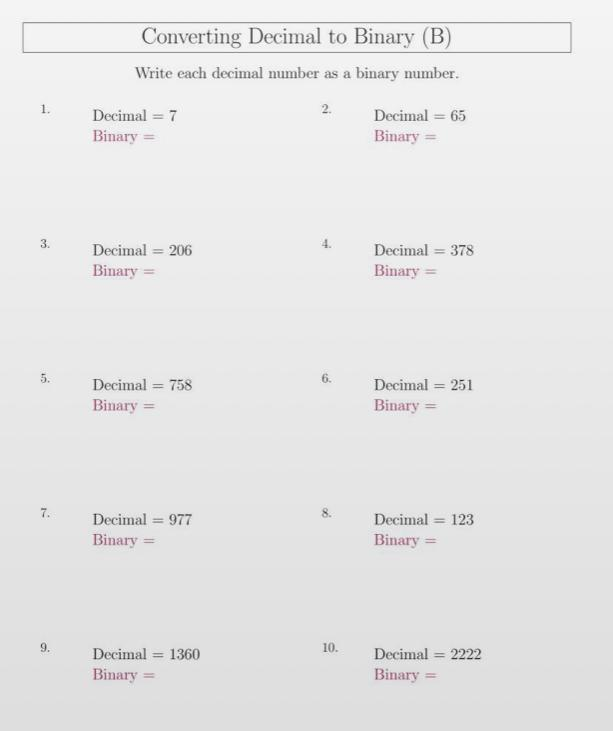 Converting Decimal to Binary (B)
Write each decimal number as a binary number.
1. Decimal = 7
Binary =
2. Decimal = 65
Binary =
3. Decimal = 206
Binary =
4. Decimal = 378
Binary =
5. Decimal = 758
Binary =
6. Decimal = 251
Binary =
7. Decimal = 977
Binary =
8. Decimal = 123
Binary =
9. Decimal = 1360
Binary =
10. Decimal = 2222
Binary =